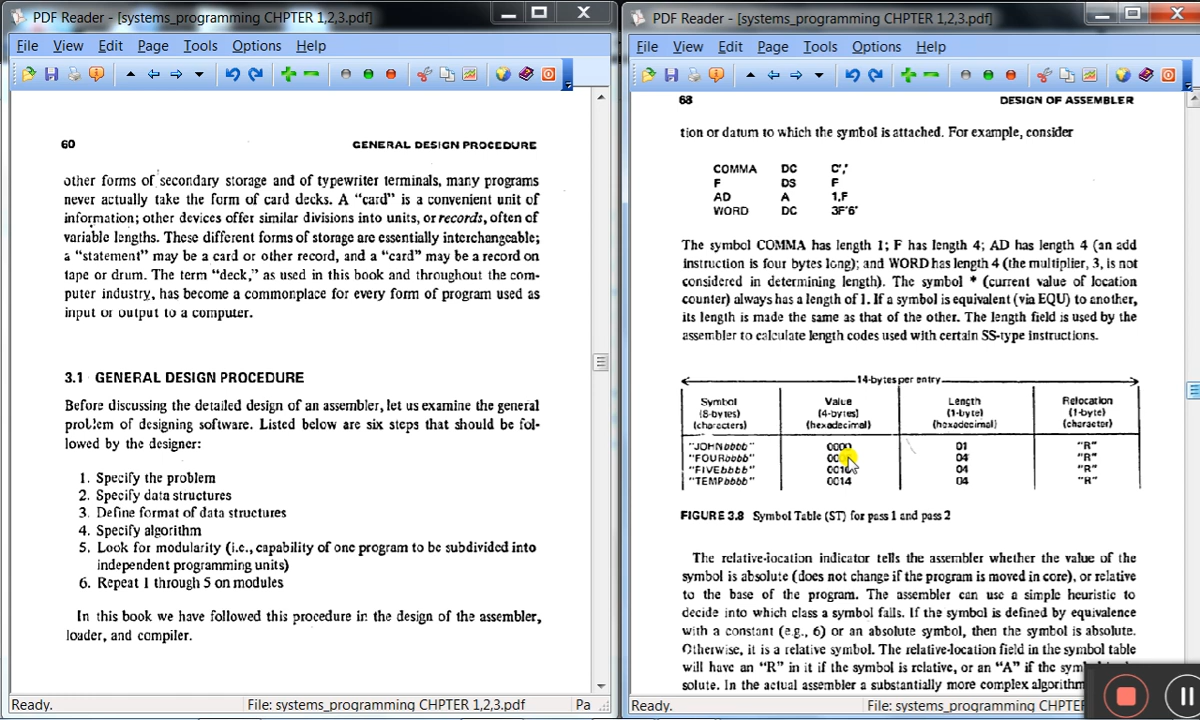 PDF Reader - [systems_programming CHPTER 1,2,3.pdf]
File View Edit Page Tools Options Help
60
GENERAL DESIGN PROCEDURE
other forms of secondary storage and of typewriter terminals, many programs
never actually take the form of card decks. A "card" is a convenient unit of
information; other devices offer similar divisions into units, or records, often of
variable lengths. These different forms of storage are essentially interchangeable;
a "statement" may be a card or other record, and a "card" may be a record on
tape or drum. The term "deck," as used in this book and throughout the com-
puter industry, has become a commonplace for every form of program used as
input or output to a computer.
3.1 GENERAL DESIGN PROCEDURE
Before discussing the detailed design of an assembler, let us examine the general
problem of designing software. Listed below are six steps that should be fol-
lowed by the designer:
1. Specify the problem
2. Specify data structures
3. Define format of data structures
4. Specify algorithm
5. Look for modularity (i.e., capability of one program to be subdivided into
independent programming units)
6. Repeat 1 through 5 on modules
In this book we have followed this procedure in the design of the assembler,
loader, and compiler.
Ready. File: systems_programming CHPTER 1,2,3.pdf Pa
PDF Reader - [systems_programming CHPTER 1,2,3.pdf]
File View Edit Page Tools Options Help
68
DESIGN OF ASSEMBLER
tion or datum to which the symbol is attached. For example, consider
COMMA DC C','
F DS F
AD A 1,F
WORD DC 3F'6'
The symbol COMMA has length 1; F has length 4; AD has length 4 (an add
instruction is four bytes long); and WORD has length 4 (the multiplier, 3, is not
considered in determining length). The symbol * (current value of location
counter) always has a length of 1. If a symbol is equivalent (via EQU) to another,
its length is made the same as that of the other. The length field is used by the
assembler to calculate length codes used with certain SS-type instructions.
14-bytes per entry
Symbol Value Length Relocation
(8-bytes) (4-bytes) (1-byte) (1-byte)
(characters) (hexadecimal) (hexadecimal) (character)
"JOHNbbbb" 0000 01 "R"
"FOURbbbb" 04 "R"
"FIVEbbbb" 04 "R"
"TEMPbbbb" 0014 04 "R"
FIGURE 3.8 Symbol Table (ST) for pass 1 and pass 2
The relative-location indicator tells the assembler whether the value of the
symbol is absolute (does not change if the program is moved in core), or relative
to the base of the program. The assembler can use a simple heuristic to
decide into which class a symbol falls. If the symbol is defined by equivalence
with a constant (e.g., 6) or an absolute symbol, then the symbol is absolute.
Otherwise, it is a relative symbol. The relative-location field in the symbol table
will have an "R" in it if the symbol is relative, or an "A" if the
solute. In the actual assembler a substantially more complex algorithm
Ready. File: systems_programming CHPTER